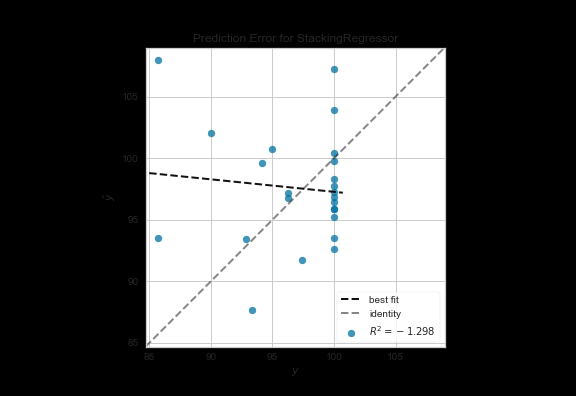 Prediction Error for StackingRegressor
105
100
95
90
85
ŷ
best fit
identity
R² = −1.298
85 90 95 100 105
y